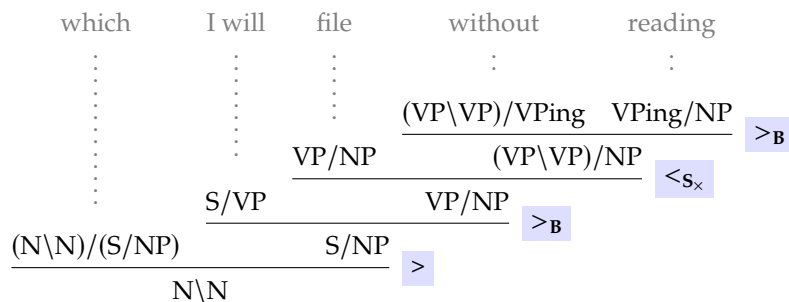 which I will file without reading
(VP\VP)/VPing VPing/NP >B
VP/NP (VP\VP)/NP <S×
S/VP VP/NP >B
(N\N)/(S/NP) S/NP >
N\N